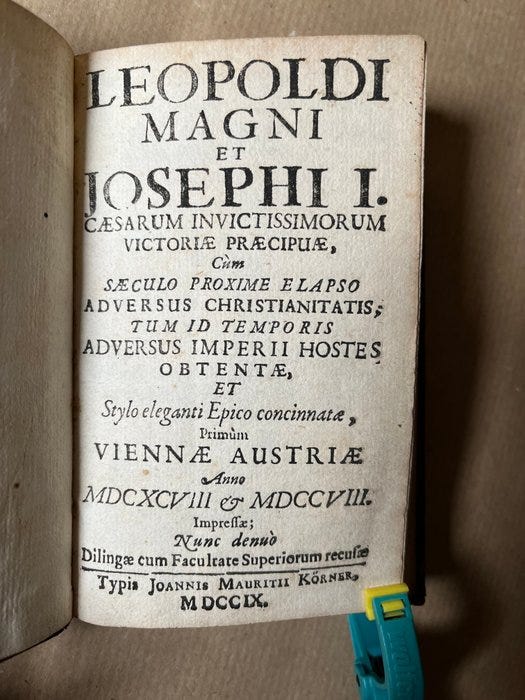 LEOPOLDI
MAGNI
ET
JOSEPHI I.
CÆSARUM INVICTISSIMORUM
VICTORIÆ PRÆCIPUÆ,
Cùm
SÆCULO PROXIME ELAPSO
ADVERSUS CHRISTIANITATIS;
TUM ID TEMPORIS
ADVERSUS IMPERII HOSTES
OBTENTÆ,
ET
Stylo eleganti Epico concinnatæ,
Primùm
VIENNÆ AUSTRIÆ
Anno
MDCXCVIII & MDCCVIII.
Impreſſæ;
Nunc denuò
Dilingæ cum Facultate Superiorum recuſæ
Typis JOANNIS MAURITII KÖRNER,
MDCCIX.